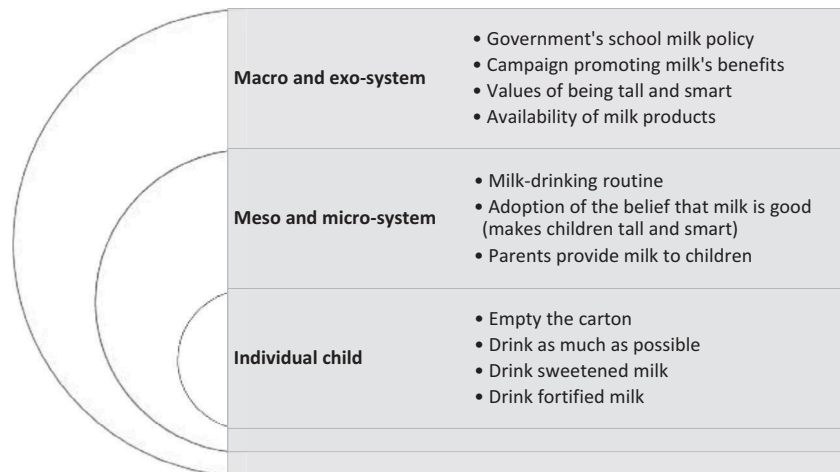 Macro and exo-system
• Government's school milk policy
• Campaign promoting milk's benefits
• Values of being tall and smart
• Availability of milk products
Meso and micro-system
• Milk-drinking routine
• Adoption of the belief that milk is good
(makes children tall and smart)
• Parents provide milk to children
Individual child
• Empty the carton
• Drink as much as possible
• Drink sweetened milk
• Drink fortified milk